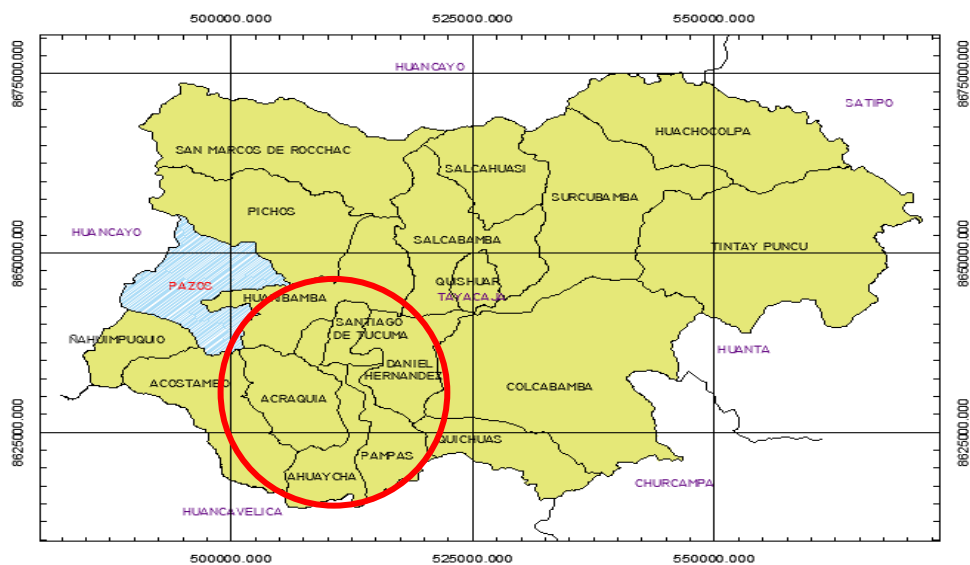 500000.000
525000.000
550000.000
8675000.000
8675000.000
HUANCAYO
SATIPO
HUACHOCOLPA
SAN MARCOS DE ROCCHAC
SALCAHUASI
SURCUBAMBA
PICHOS
HUANCAYO
SALCABAMBA
TINTAY PUNCU
8650000.000
8650000.000
PAZOS
QUISHUAR
HUARIBAMBA
TAYACAJA
SANTIAGO
DE TUCUMA
ÑAHUIMPUQUIO
HUANTA
DANIEL
HERNANDEZ
ACOSTAMBO
COLCABAMBA
ACRAQUIA
8625000.000
8625000.000
QUICHUAS
PAMPAS
AHUAYCHA
CHURCAMPA
HUANCAVELICA
500000.000
525000.000
550000.000